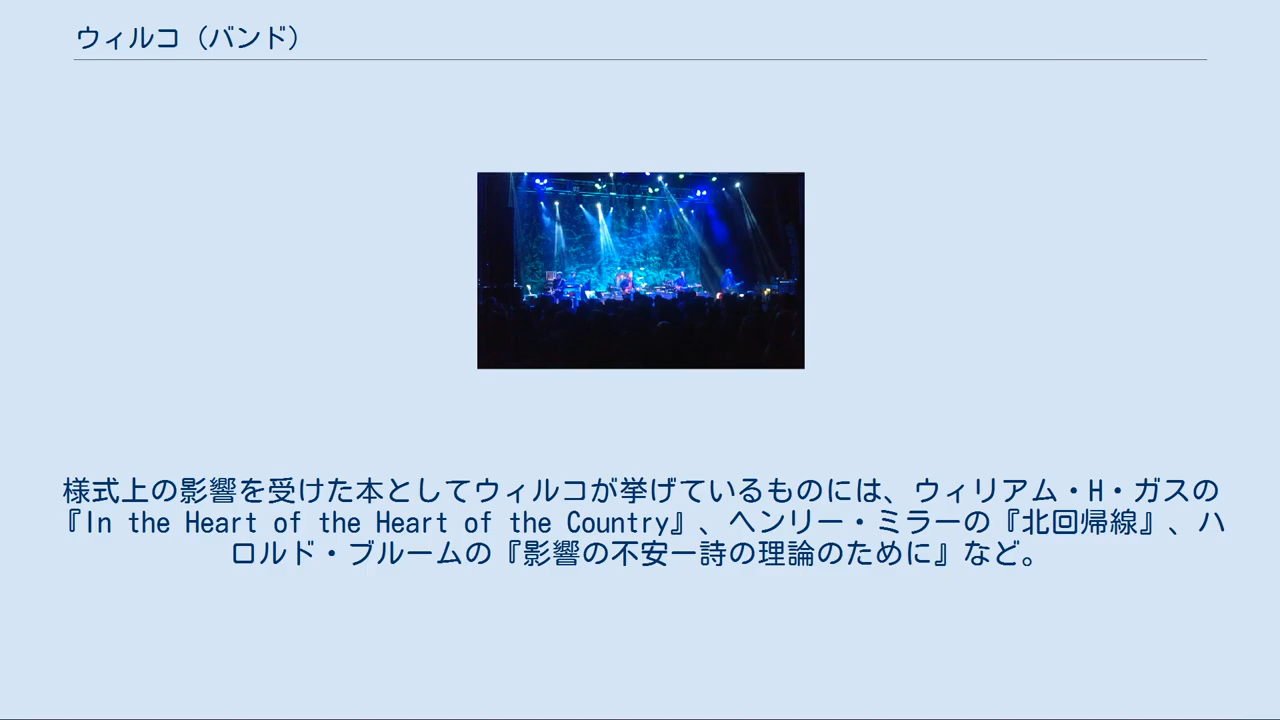 ウィルコ（バンド）
様式上の影響を受けた本としてウィルコが挙げているものには、ウィリアム・H・ガスの
『In the Heart of the Heart of the Country』、ヘンリー・ミラーの『北回帰線』、ハ
ロルド・ブルームの『影響の不安―詩の理論のために』など。